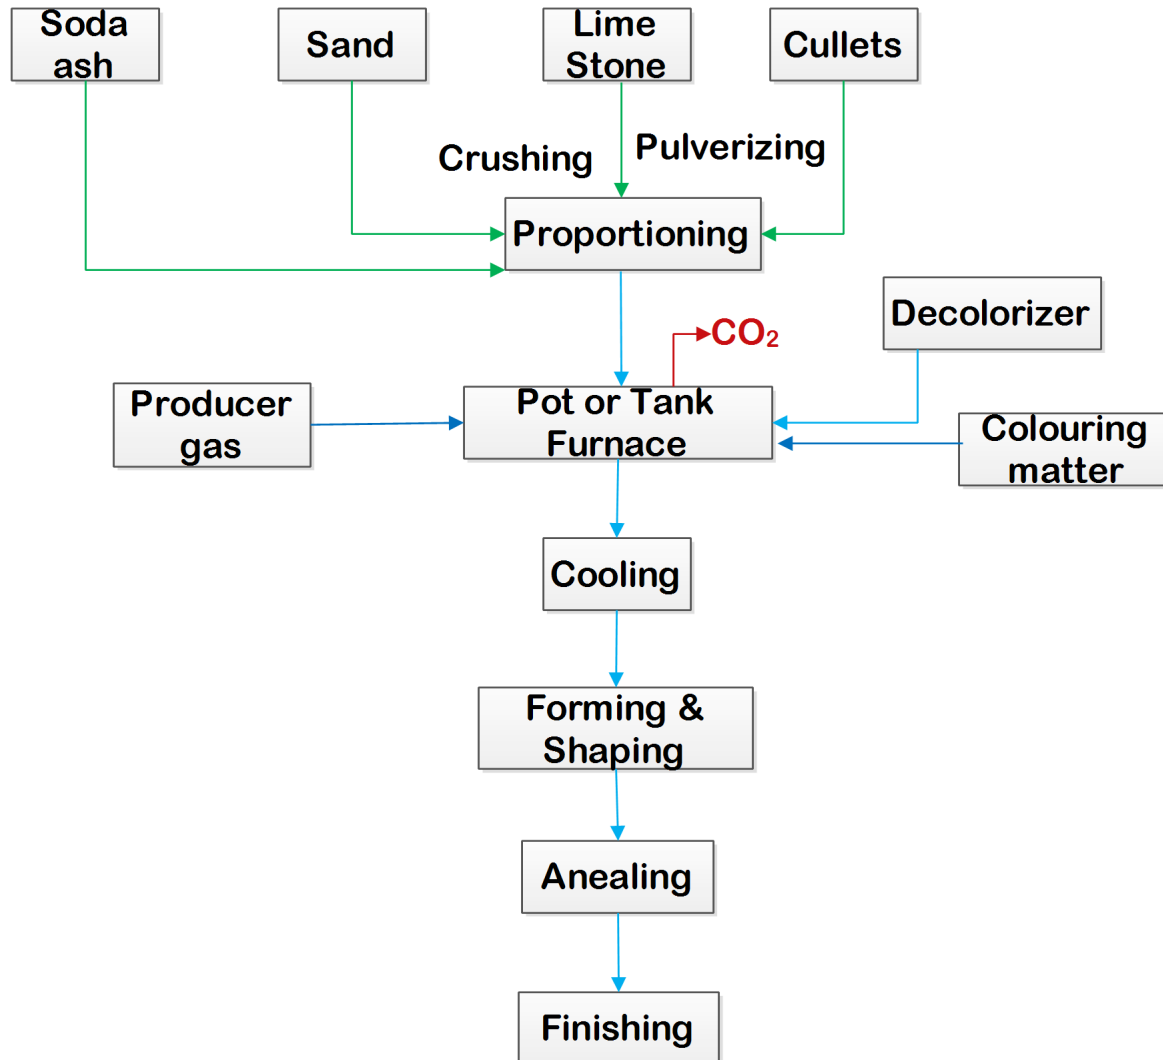 Soda
ash
Sand
Lime
Stone
Cullets
Crushing
Pulverizing
Proportioning
Decolorizer
CO₂
Producer
gas
Pot or Tank
Furnace
Colouring
matter
Cooling
Forming &
Shaping
Anealing
Finishing